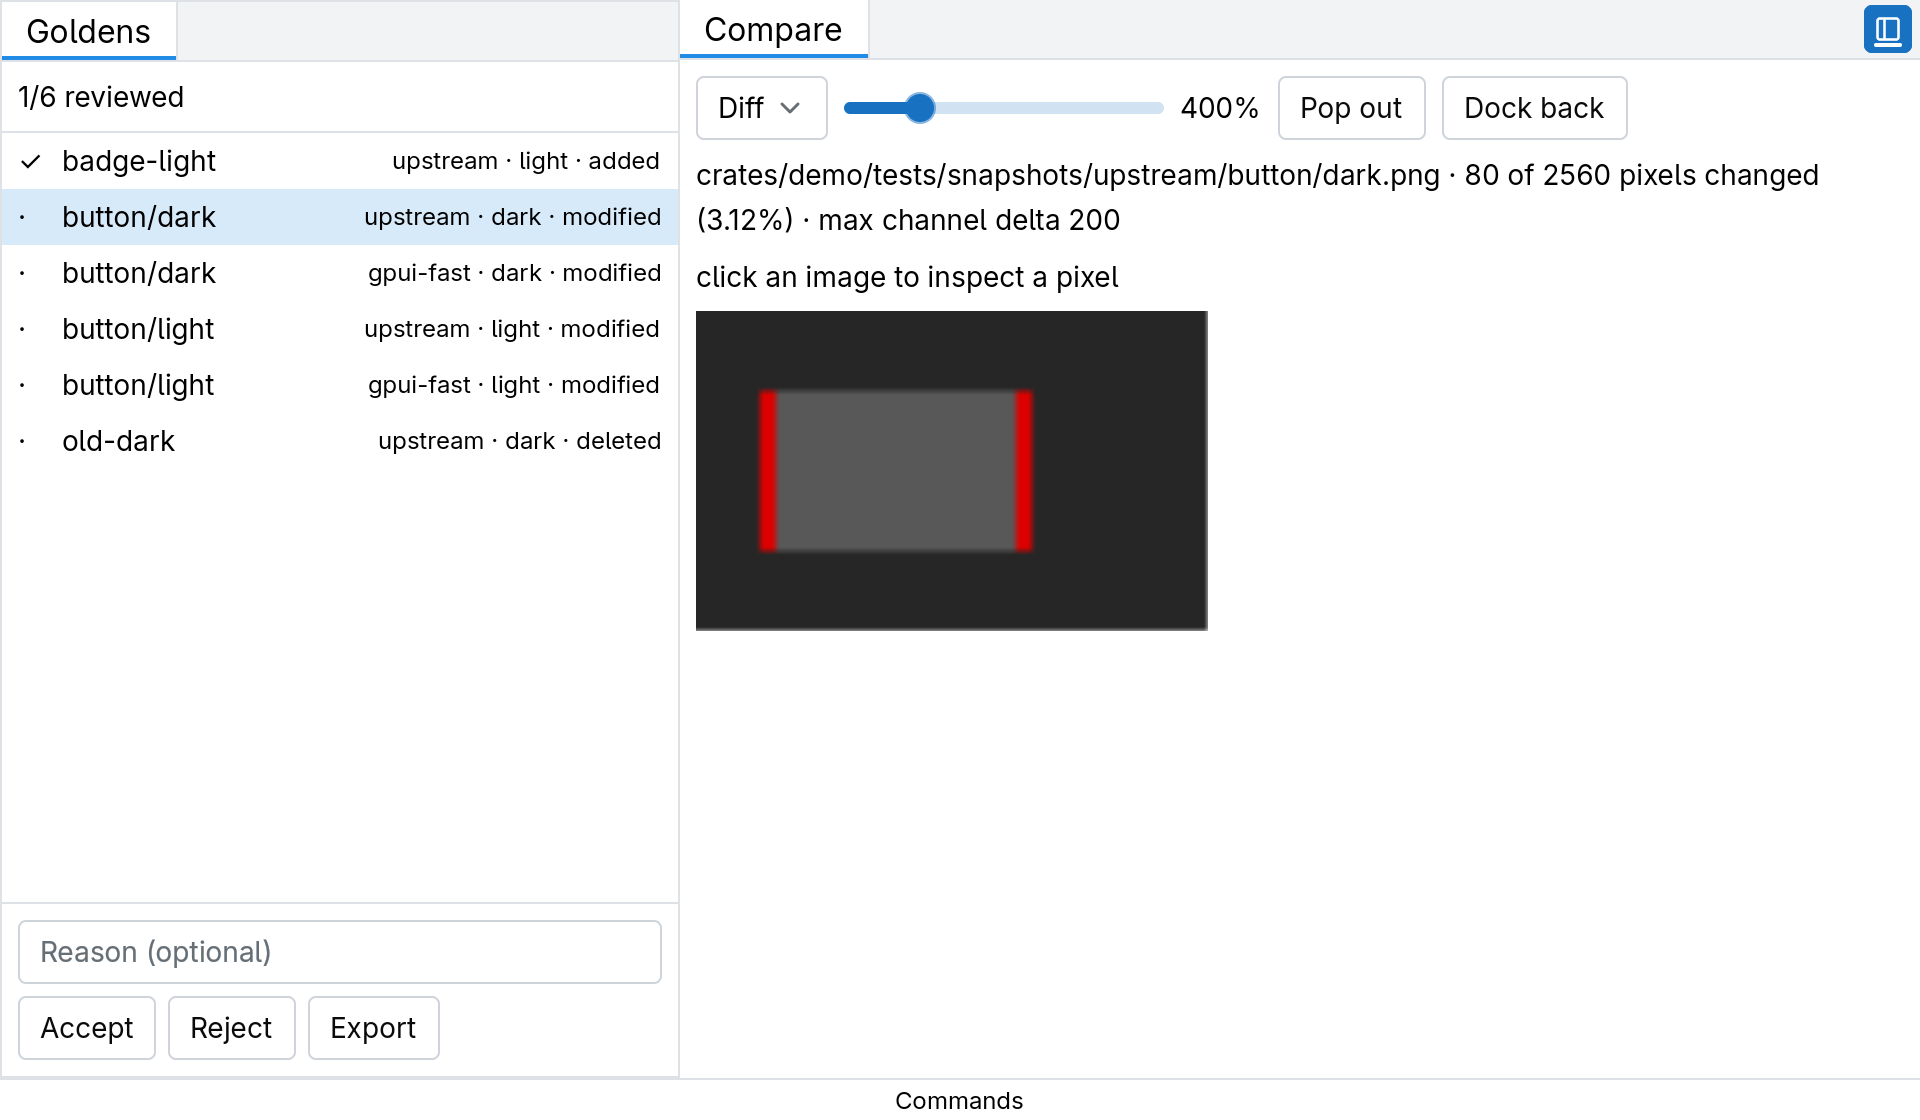 Goldens
1/6 reviewed
badge-light upstream · light · added
button/dark upstream · dark · modified
button/dark gpui-fast · dark · modified
button/light upstream · light · modified
button/light gpui-fast · light · modified
old-dark upstream · dark · deleted
Reason (optional)
Accept Reject Export
Compare
Diff 400% Pop out Dock back
crates/demo/tests/snapshots/upstream/button/dark.png · 80 of 2560 pixels changed
(3.12%) · max channel delta 200
click an image to inspect a pixel
Commands